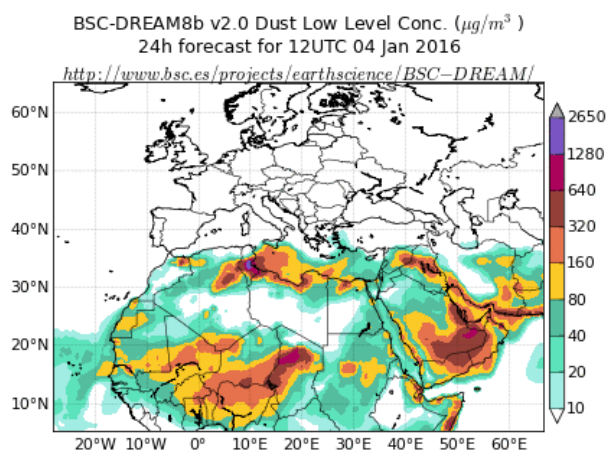 BSC-DREAM8b v2.0 Dust Low Level Conc. (μg/m³ )
24h forecast for 12UTC 04 Jan 2016
http://www.bsc.es/projects/earthscience/BSC−DREAM/
60°N
50°N
40°N
30°N
20°N
10°N
20°W 10°W 0° 10°E 20°E 30°E 40°E 50°E 60°E
2650
1280
640
320
160
80
40
20
10